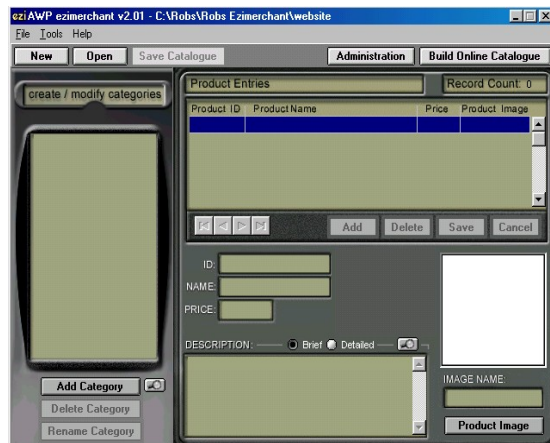 eziAWP ezimerchant v2.01 - C:\Robs\Robs Ezimerchant\website
File Tools Help
New Open Save Catalogue Administration Build Online Catalogue
create / modify categories
Product Entries Record Count: 0
Product ID Product Name Price Product Image
Add Delete Save Cancel
ID:
NAME:
PRICE:
DESCRIPTION: Brief Detailed
IMAGE NAME:
Add Category
Delete Category
Rename Category
Product Image